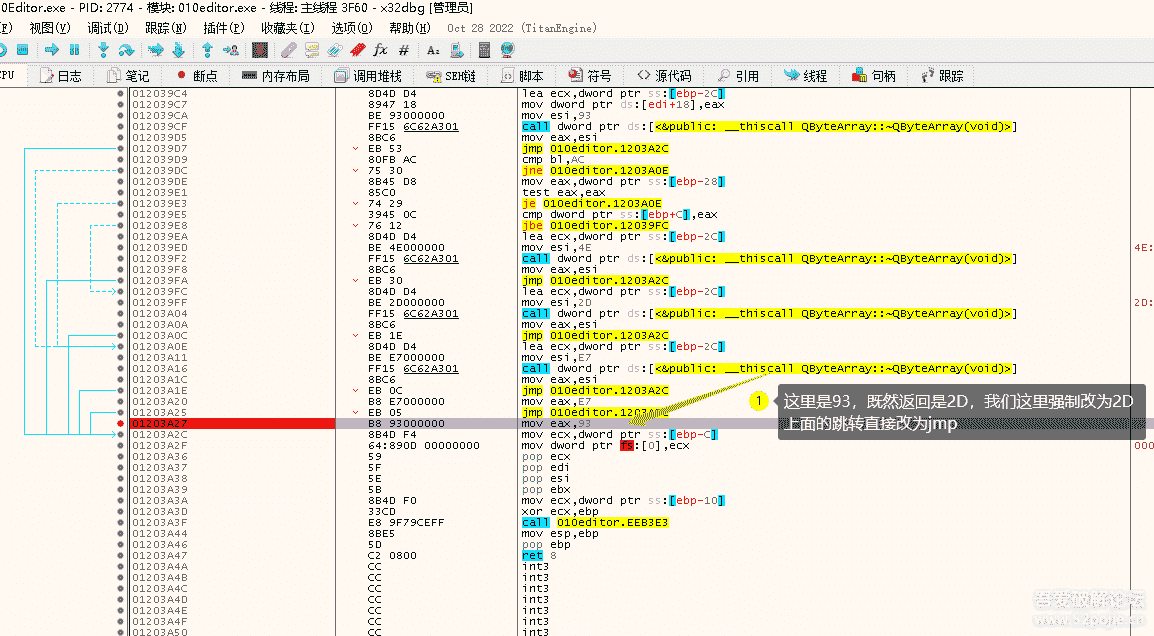 0Editor.exe - PID: 2774 - 模块: 010editor.exe - 线程: 主线程 3F60 - x32dbg [管理员]
视图(V) 调试(D) 跟踪(N) 插件(P) 收藏夹(I) 选项(O) 帮助(H) Oct 28 2022 (TitanEngine)
CPU 日志 笔记 断点 内存布局 调用堆栈 SEH链 脚本 符号 源代码 引用 线程 句柄 跟踪
012039C4 8D4D D4 lea ecx,dword ptr ss:[ebp-2C]
012039C7 8947 18 mov dword ptr ds:[edi+18],eax
012039CA BE 93000000 mov esi,93
012039CF FF15 6C62A301 call dword ptr ds:[<&public: __thiscall QByteArray::~QByteArray(void)>]
012039D5 8BC6 mov eax,esi
012039D7 EB 53 jmp 010editor.1203A2C
012039D9 80FB AC cmp bl,AC
012039DC 75 30 jne 010editor.1203A0E
012039DE 8B45 D8 mov eax,dword ptr ss:[ebp-28]
012039E1 85C0 test eax,eax
012039E3 74 29 je 010editor.1203A0E
012039E5 3945 0C cmp dword ptr ss:[ebp+C],eax
012039E8 76 12 jbe 010editor.12039FC
012039EA 8D4D D4 lea ecx,dword ptr ss:[ebp-2C]
012039ED BE 4E000000 mov esi,4E 4E:
012039F2 FF15 6C62A301 call dword ptr ds:[<&public: __thiscall QByteArray::~QByteArray(void)>]
012039F8 8BC6 mov eax,esi
012039FA EB 30 jmp 010editor.1203A2C
012039FC 8D4D D4 lea ecx,dword ptr ss:[ebp-2C]
012039FF BE 2D000000 mov esi,2D 2D:
01203A04 FF15 6C62A301 call dword ptr ds:[<&public: __thiscall QByteArray::~QByteArray(void)>]
01203A0A 8BC6 mov eax,esi
01203A0C EB 1E jmp 010editor.1203A2C
01203A0E 8D4D D4 lea ecx,dword ptr ss:[ebp-2C]
01203A11 BE E7000000 mov esi,E7
01203A16 FF15 6C62A301 call dword ptr ds:[<&public: __thiscall QByteArray::~QByteArray(void)>]
01203A1C 8BC6 mov eax,esi
01203A1E EB 0C jmp 010editor.1203A2C
01203A20 B8 E7000000 mov eax,E7
01203A25 EB 05 jmp 010editor.1203A2C
01203A27 B8 93000000 mov eax,93
1 这里是93，既然返回是2D，我们这里强制改为2D
上面的跳转直接改为jmp
01203A2C 8B4D F4 mov ecx,dword ptr ss:[ebp-C]
01203A2F 64:890D 00000000 mov dword ptr fs:[0],ecx 000
01203A36 59 pop ecx
01203A37 5F pop edi
01203A38 5E pop esi
01203A39 5B pop ebx
01203A3A 8B4D F0 mov ecx,dword ptr ss:[ebp-10]
01203A3D 33CD xor ecx,ebp
01203A3F E8 9F79CEFF call 010editor.EEB3E3
01203A44 8BE5 mov esp,ebp
01203A46 5D pop ebp
01203A47 C2 0800 ret 8
01203A4A CC int3
01203A4B CC int3
01203A4C CC int3
01203A4D CC int3
01203A4E CC int3
01203A4F CC int3
01203A50 CC int3
吾爱破解论坛
www.52pojie.cn